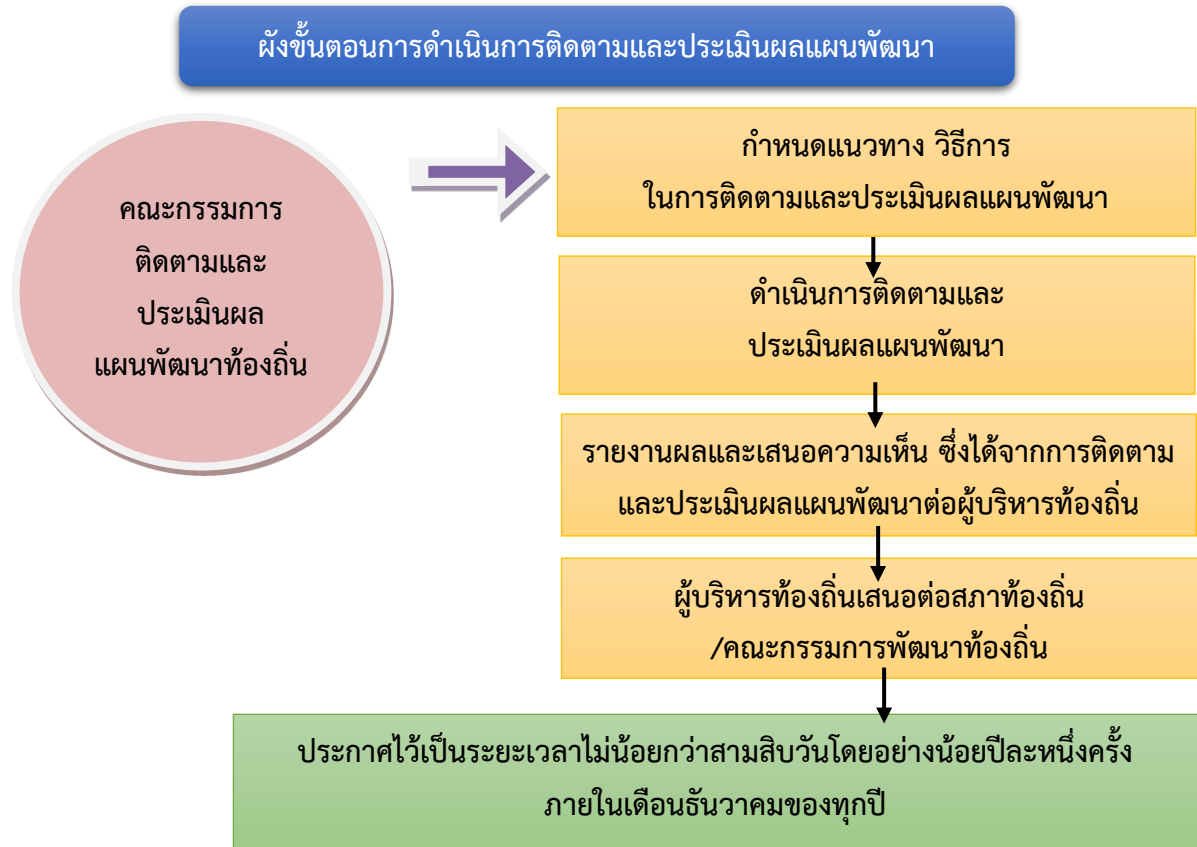 ผังขั้นตอนการดำเนินการติดตามและประเมินผลแผนพัฒนา
คณะกรรมการ
ติดตามและ
ประเมินผล
แผนพัฒนาท้องถิ่น
กำหนดแนวทาง วิธีการ
ในการติดตามและประเมินผลแผนพัฒนา
ดำเนินการติดตามและ
ประเมินผลแผนพัฒนา
รายงานผลและเสนอความเห็น ซึ่งได้จากการติดตาม
และประเมินผลแผนพัฒนาต่อผู้บริหารท้องถิ่น
ผู้บริหารท้องถิ่นเสนอต่อสภาท้องถิ่น
/คณะกรรมการพัฒนาท้องถิ่น
ประกาศไว้เป็นระยะเวลาไม่น้อยกว่าสามสิบวันโดยอย่างน้อยปีละหนึ่งครั้ง
ภายในเดือนธันวาคมของทุกปี